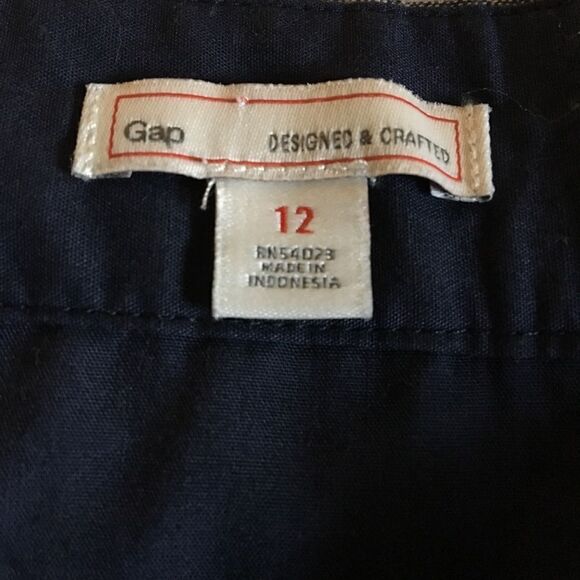 Gap DESIGNED & CRAFTED
12
RN54023
MADE IN
INDONESIA